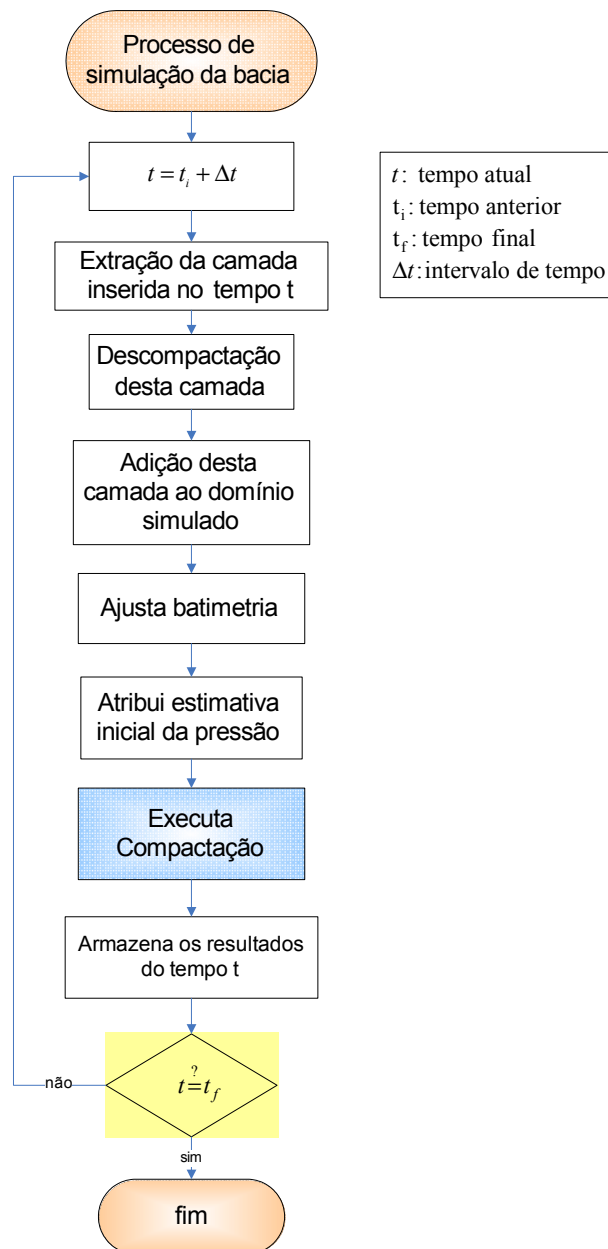 Processo de
simulação da bacia
t = t_i + Δt
t: tempo atual
t_i: tempo anterior
t_f: tempo final
Δt: intervalo de tempo
Extração da camada
inserida no tempo t
Descompactação
desta camada
Adição desta
camada ao domínio
simulado
Ajusta batimetria
Atribui estimativa
inicial da pressão
Executa
Compactação
Armazena os resultados
do tempo t
?
t = t_f
não
sim
fim